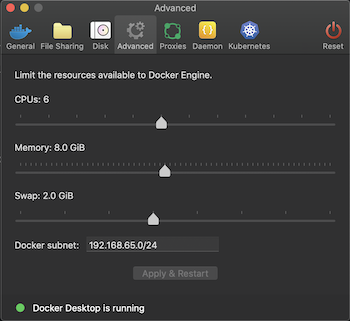 Advanced
General File Sharing Disk Advanced Proxies Daemon Kubernetes Reset
Limit the resources available to Docker Engine.
CPUs: 6
Memory: 8.0 GiB
Swap: 2.0 GiB
Docker subnet: 192.168.65.0/24
Apply & Restart
Docker Desktop is running